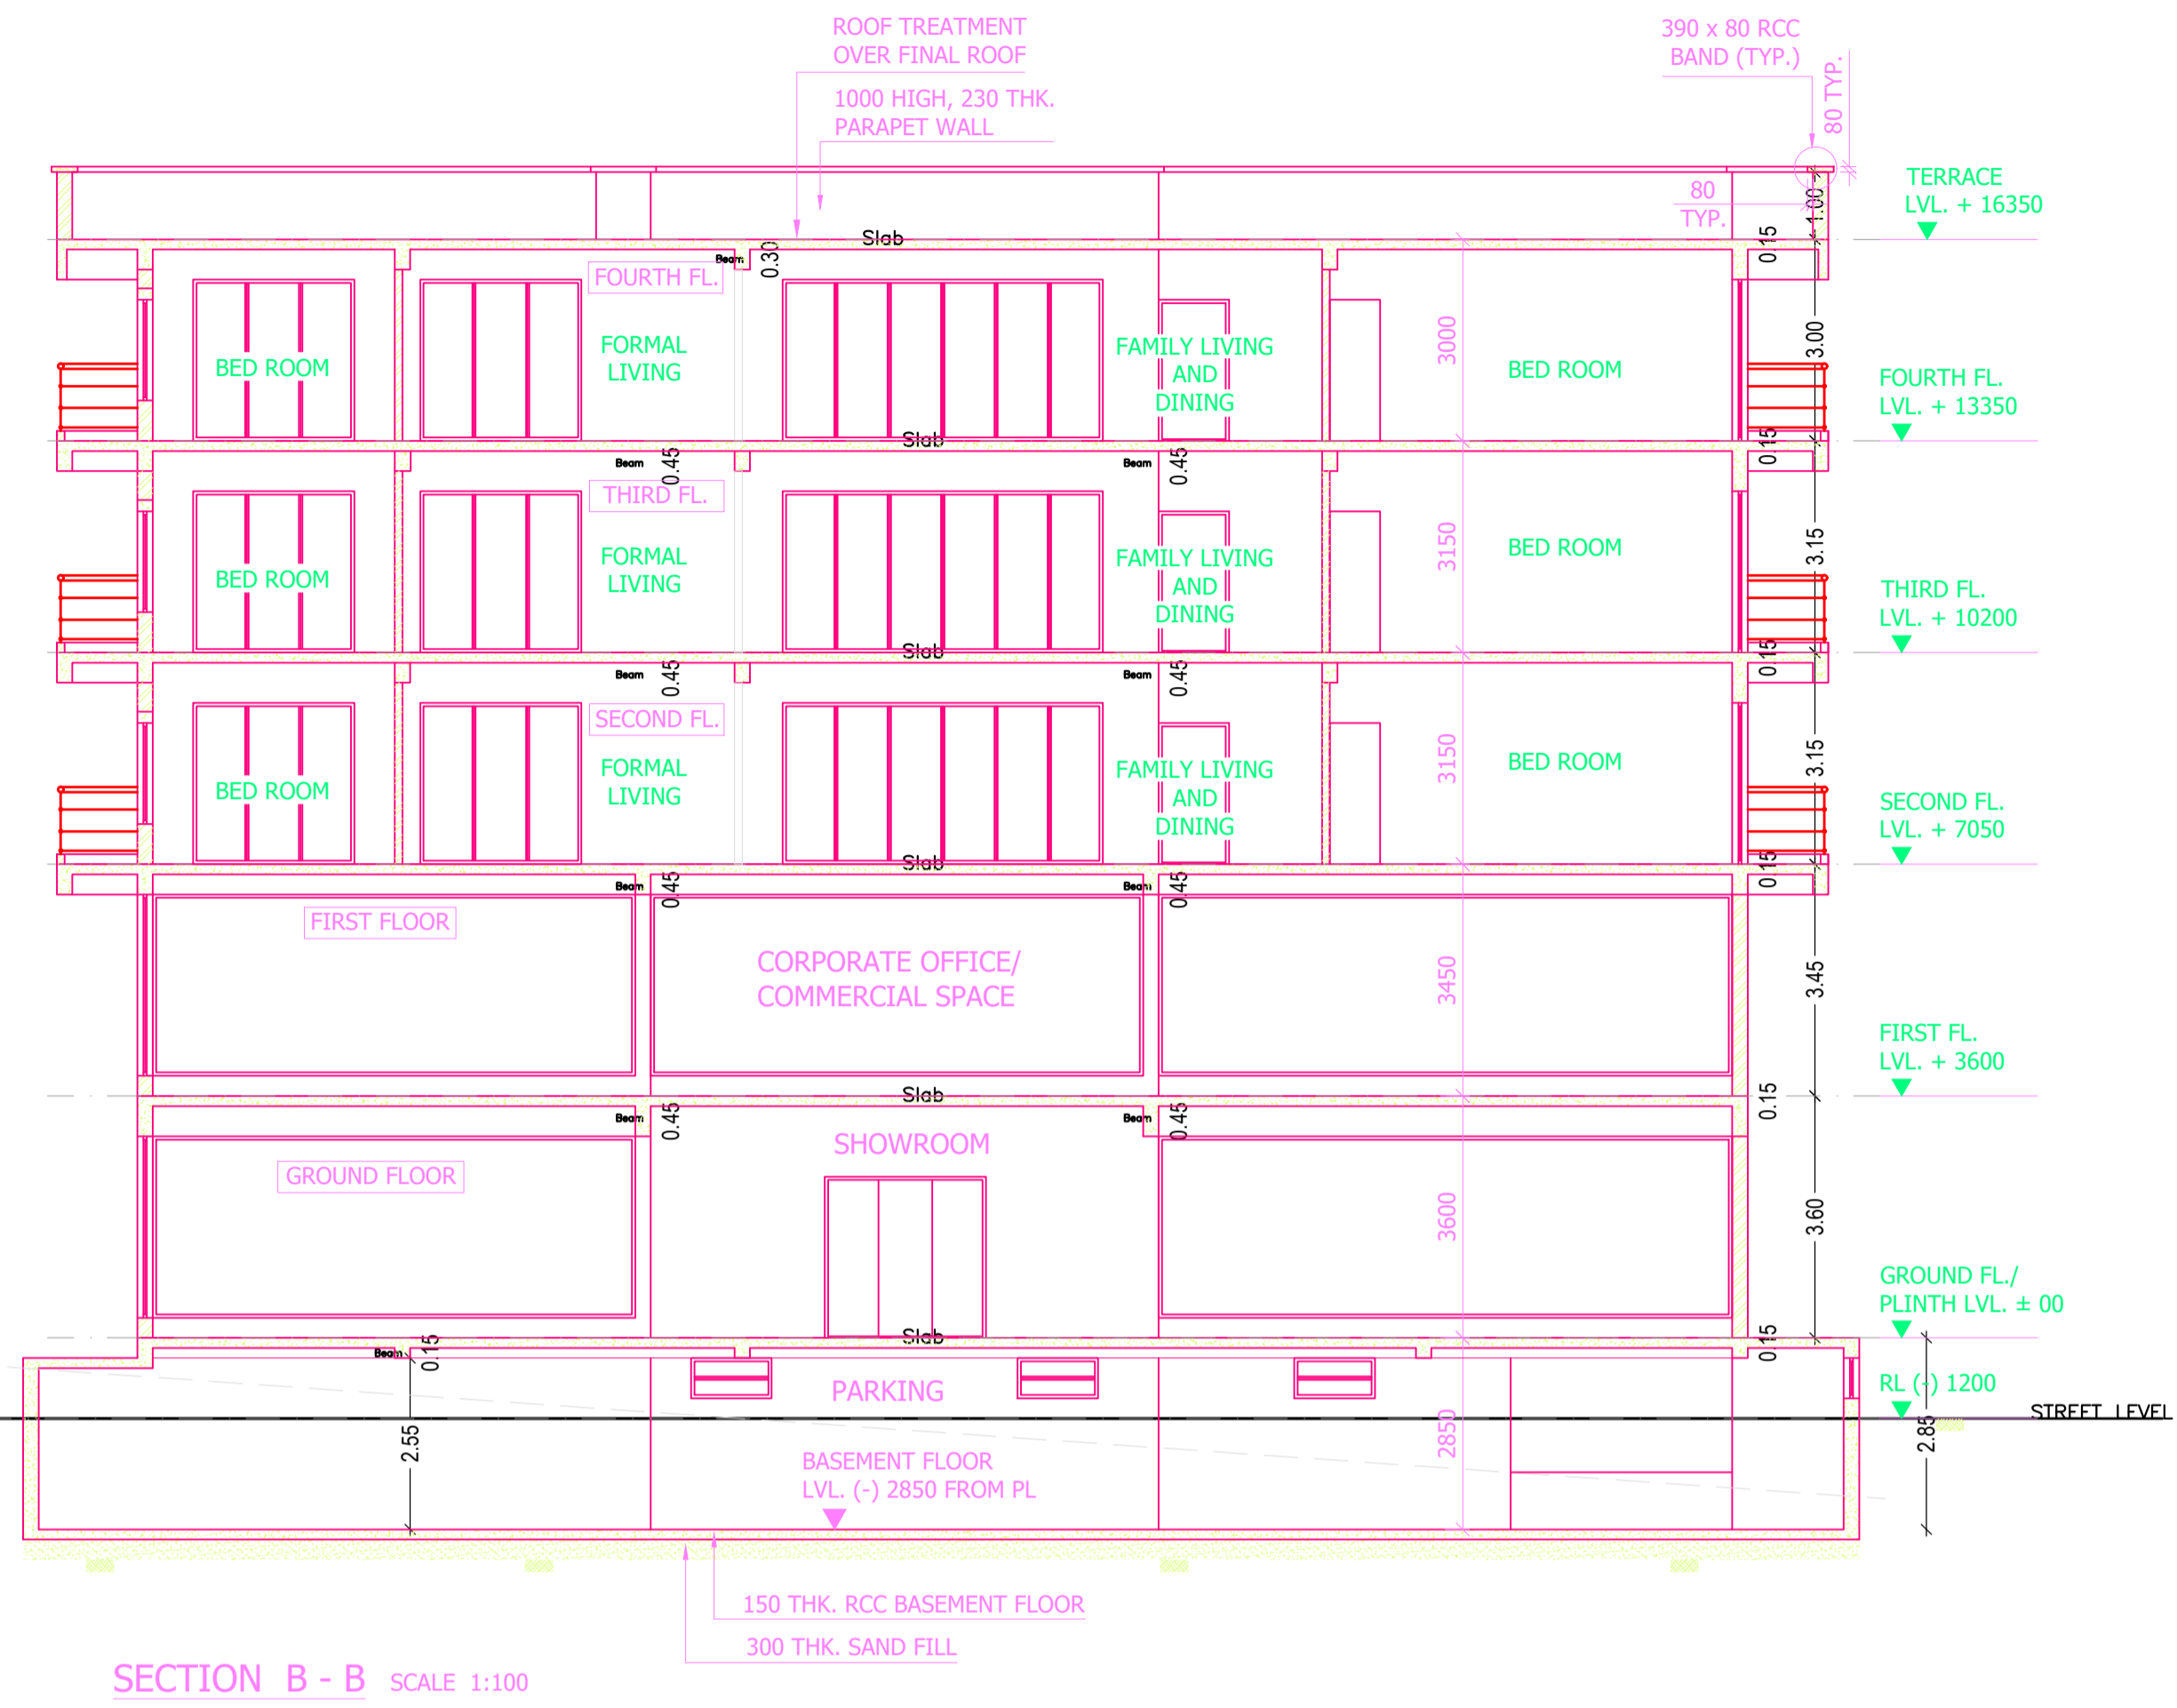 ROOF TREATMENT
OVER FINAL ROOF
1000 HIGH, 230 THK.
PARAPET WALL
390 x 80 RCC
BAND (TYP.)
80 TYP.
80
TYP.
1.00
TERRACE
LVL. + 16350
Slab
0.15
Beam
0.30
FOURTH FL.
BED ROOM
FORMAL
LIVING
FAMILY LIVING
AND
DINING
3000
BED ROOM
3.00
FOURTH FL.
LVL. + 13350
Slab
0.15
Beam
0.45
Beam
0.45
THIRD FL.
BED ROOM
FORMAL
LIVING
FAMILY LIVING
AND
DINING
3150
BED ROOM
3.15
THIRD FL.
LVL. + 10200
Slab
0.15
Beam
0.45
Beam
0.45
SECOND FL.
BED ROOM
FORMAL
LIVING
FAMILY LIVING
AND
DINING
3150
BED ROOM
3.15
SECOND FL.
LVL. + 7050
Slab
0.15
Beam
0.45
Beam
0.45
FIRST FLOOR
CORPORATE OFFICE/
COMMERCIAL SPACE
3450
3.45
FIRST FL.
LVL. + 3600
Slab
0.15
Beam
0.45
Beam
0.45
SHOWROOM
GROUND FLOOR
3600
3.60
GROUND FL./
PLINTH LVL. ± 00
Slab
0.15
Beam
0.15
PARKING
RL (-) 1200
STREET LEVEL
2.55
2850
2.85
BASEMENT FLOOR
LVL. (-) 2850 FROM PL
150 THK. RCC BASEMENT FLOOR
300 THK. SAND FILL
SECTION B - B SCALE 1:100